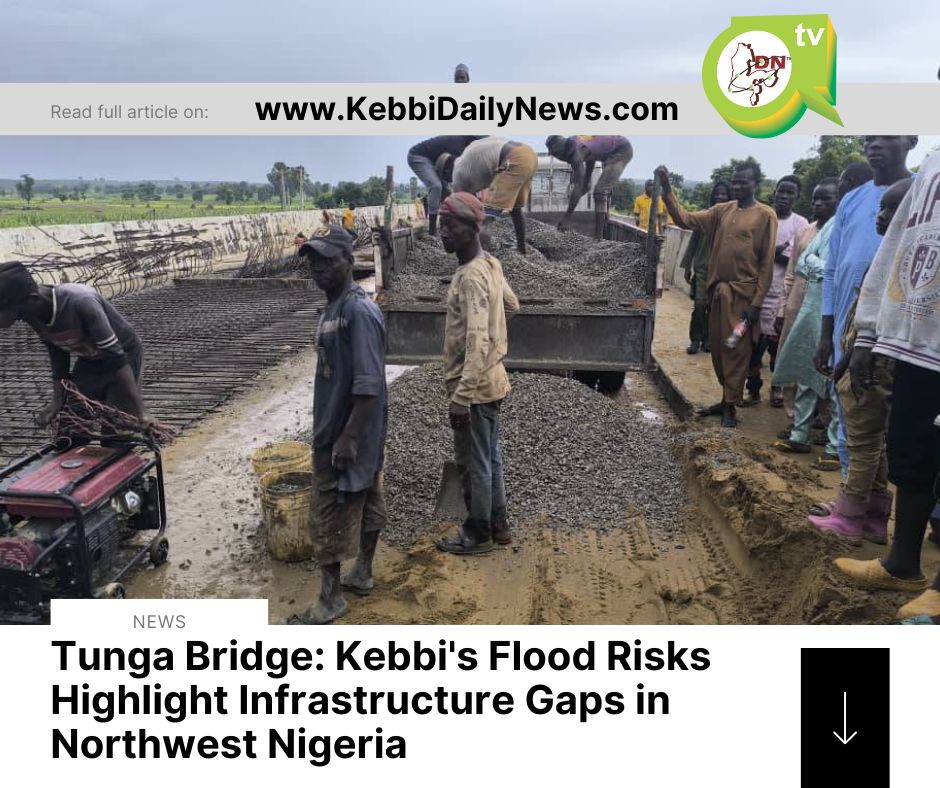 tv
DN
Read full article on: www.KebbiDailyNews.com
NEWS
Tunga Bridge: Kebbi's Flood Risks
Highlight Infrastructure Gaps in
Northwest Nigeria